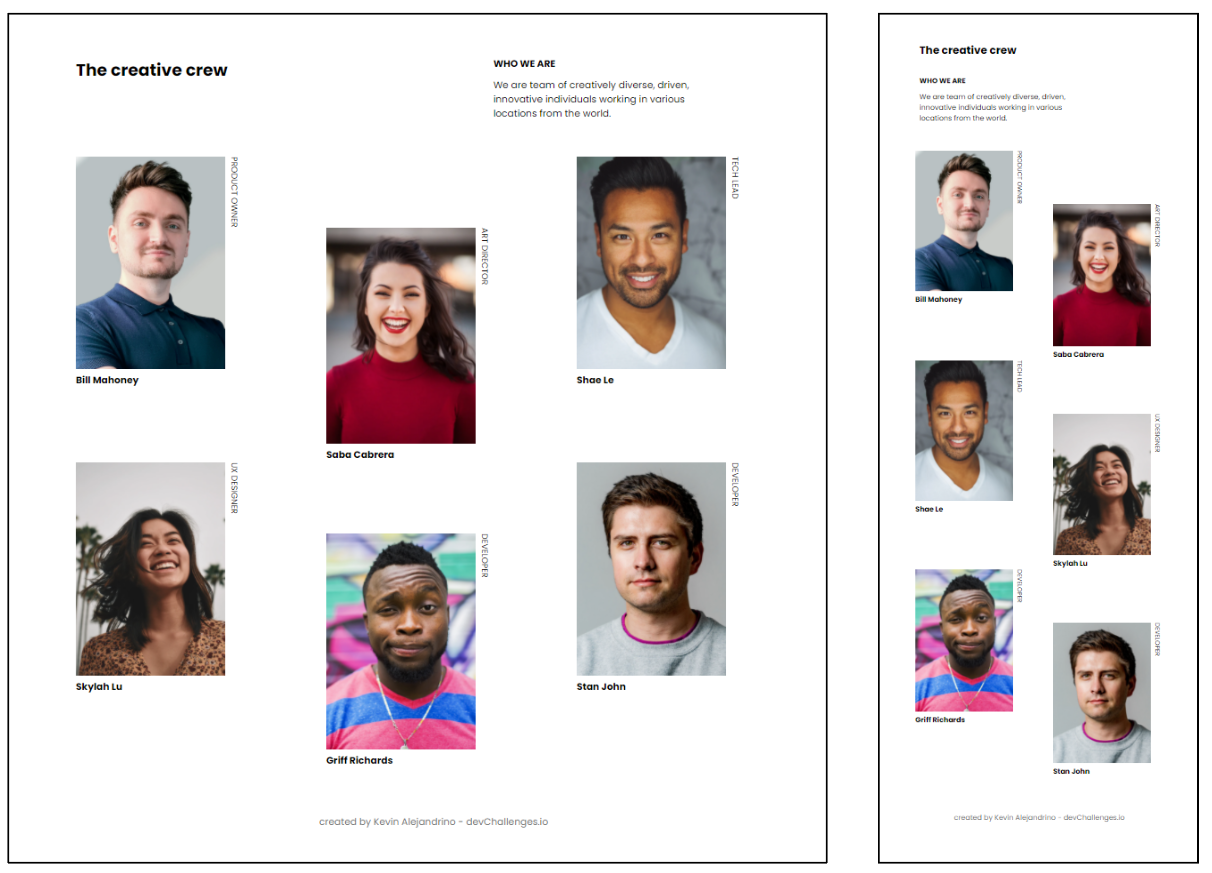 The creative crew
WHO WE ARE
We are team of creatively diverse, driven,
innovative individuals working in various
locations from the world.
PRODUCT OWNER
Bill Mahoney
ART DIRECTOR
Saba Cabrera
TECH LEAD
Shae Le
UX DESIGNER
Skylah Lu
DEVELOPER
Griff Richards
DEVELOPER
Stan John
created by Kevin Alejandrino - devChallenges.io
The creative crew
WHO WE ARE
We are team of creatively diverse, driven,
innovative individuals working in various
locations from the world.
PRODUCT OWNER
Bill Mahoney
ART DIRECTOR
Saba Cabrera
TECH LEAD
Shae Le
UX DESIGNER
Skylah Lu
DEVELOPER
Griff Richards
DEVELOPER
Stan John
created by Kevin Alejandrino - devChallenges.io